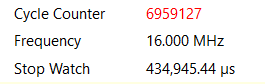 Cycle Counter 6959127
Frequency 16.000 MHz
Stop Watch 434,945.44 µs